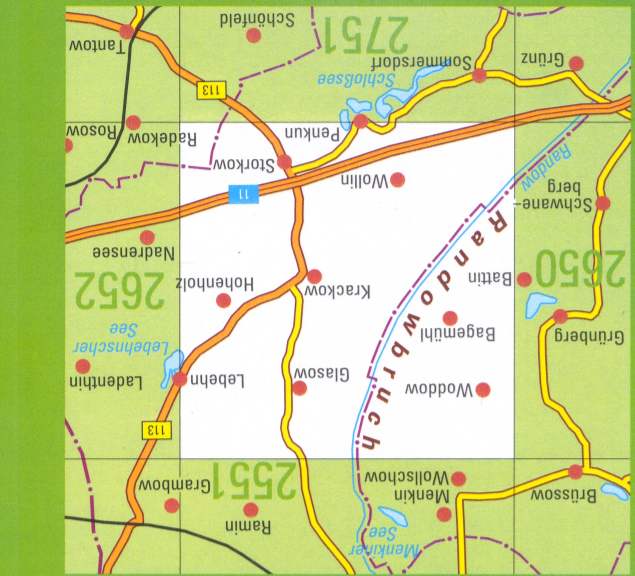 Menkiner
See
Ramin
Menkin
Brüssow
Wollschow
Grambow
2551
113
Woddow
Glasow
Lebehn
Ladenthin
Lebehnscher
See
Grünberg
Bagemühl
Randowbruch
Krackow
Hohenholz
2652
Battin
2650
Nadrensee
Schwane-
berg
11
Wollin
Randow
Storkow
Penkun
Radekow
Rosow
113
Schloßsee
Grünz
Sommersdorf
2751
Tantow
Schönfeld